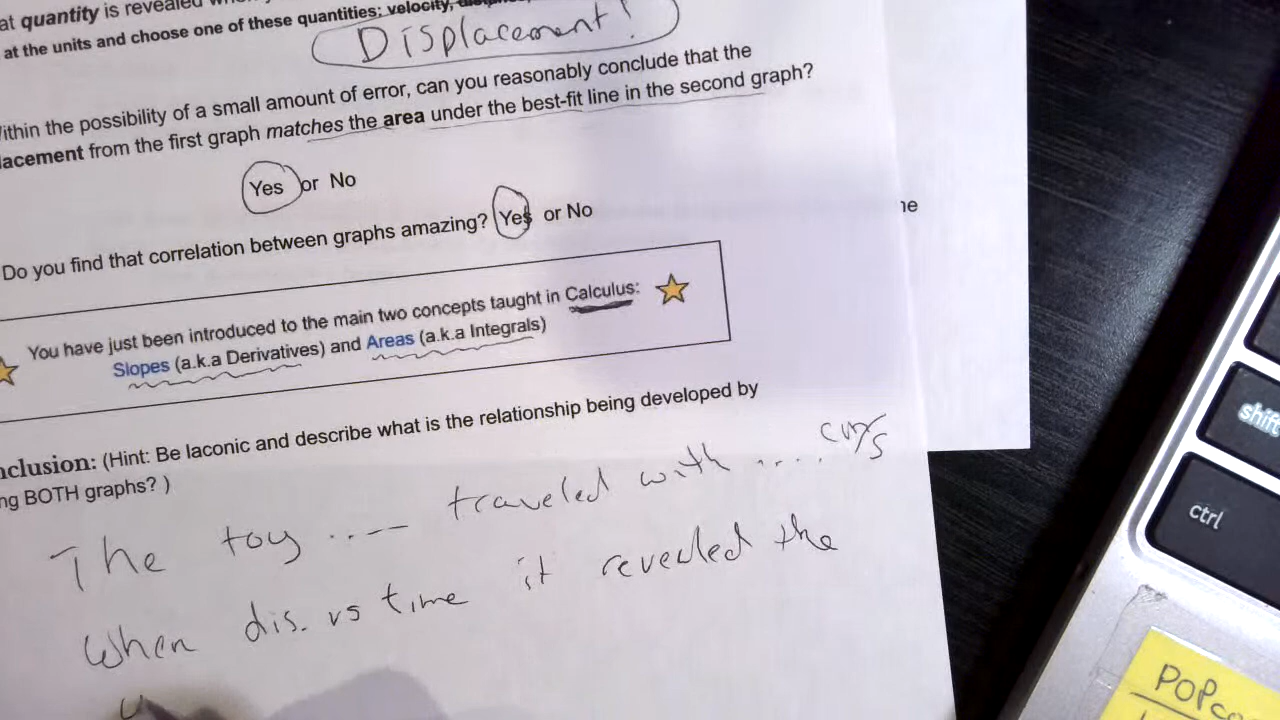 at quantity is revealed
at the units and choose one of these quantities: velocity,
Displacement!
ithin the possibility of a small amount of error, can you reasonably conclude that the
lacement from the first graph matches the area under the best-fit line in the second graph?
Yes or No
Do you find that correlation between graphs amazing? Yes or No
ne
You have just been introduced to the main two concepts taught in Calculus:
Slopes (a.k.a Derivatives) and Areas (a.k.a Integrals)
nclusion: (Hint: Be laconic and describe what is the relationship being developed by
ng BOTH graphs? )
The toy .... traveled with .... cm/s
When dis. vs time it revealed the
shift
ctrl
POPco